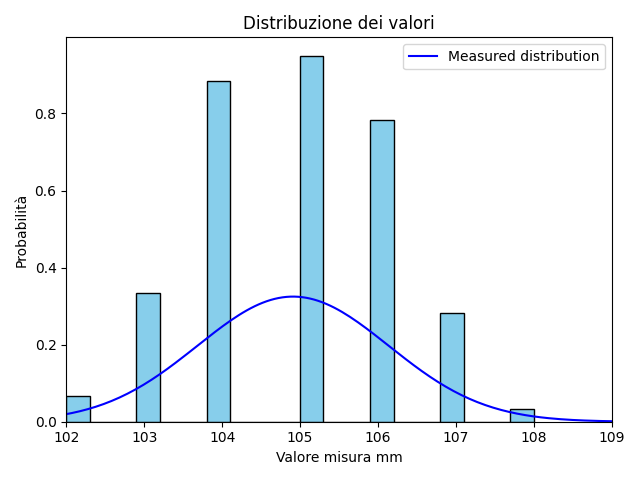 Distribuzione dei valori
Measured distribution
0.8
0.6
0.4
0.2
0.0
Probabilità
102 103 104 105 106 107 108 109
Valore misura mm